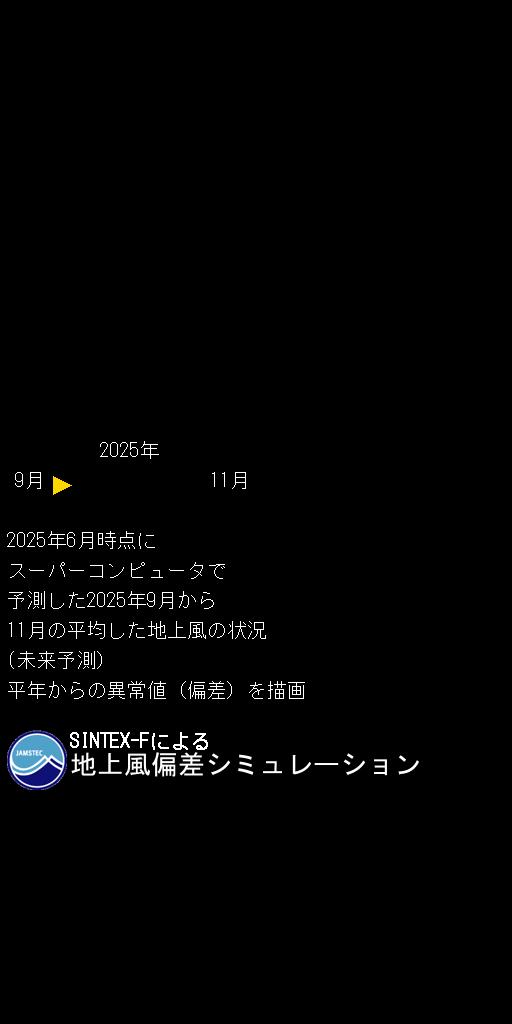 2025年
9月 ▶ 11月
2025年6月時点に
スーパーコンピュータで
予測した2025年9月から
11月の平均した地上風の状況
(未来予測)
平年からの異常値（偏差）を描画
JAMSTEC
SINTEX-Fによる
地上風偏差シミュレーション